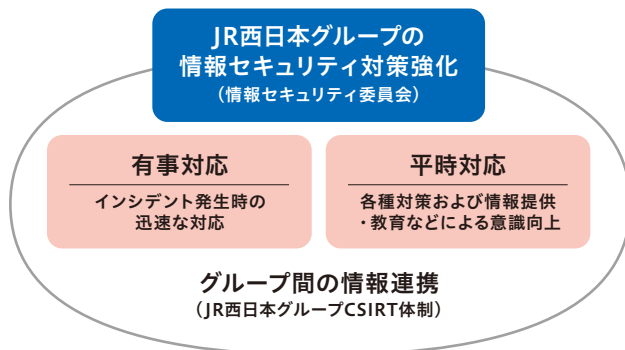 JR西日本グループの
情報セキュリティ対策強化
（情報セキュリティ委員会）
有事対応
インシデント発生時の
迅速な対応
平時対応
各種対策および情報提供
・教育などによる意識向上
グループ間の情報連携
（JR西日本グループCSIRT体制）